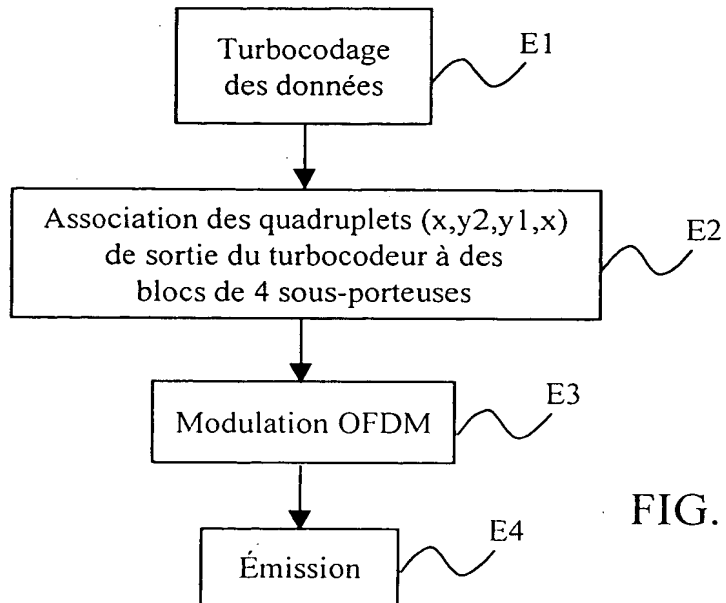 Turbocodage
des données
E1
Association des quadruplets (x,y2,y1,x)
de sortie du turbocodeur à des
blocs de 4 sous-porteuses
E2
Modulation OFDM
E3
FIG.
Émission
E4